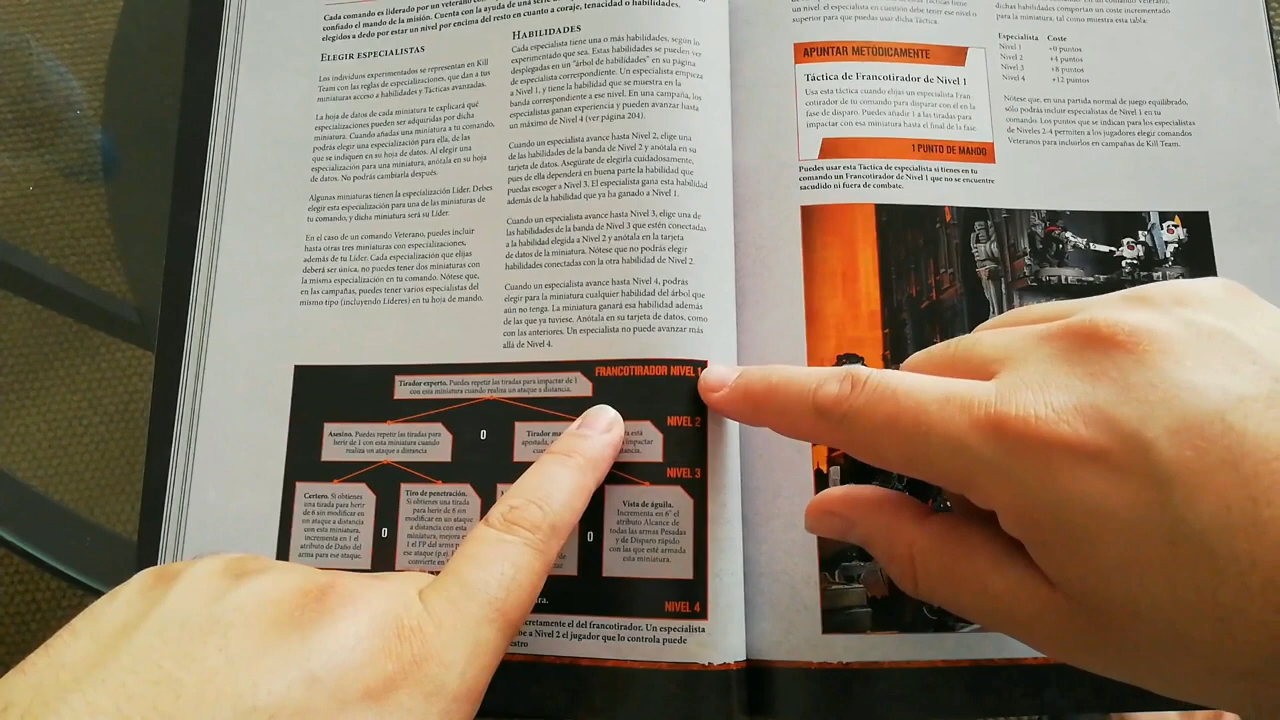 Cada comando es liderado por un veterano
confiado el mando de la misión. Cuenta con la ayuda de una
elegidos a dedo por estar un nivel por encima del resto en cuanto a coraje, tenacidad o habilidades.
ELEGIR ESPECIALISTAS
Los individuos experimentados se representan en Kill
Team con las reglas de especializaciones, que dan a tus
miniaturas acceso a habilidades y Tácticas avanzadas.
La hoja de datos de cada miniatura te explicará qué
especializaciones pueden ser adquiridas por dicha
miniatura. Cuando añadas una miniatura a tu comando,
podrás elegir una especialización para ella, de las
que se indiquen en su hoja de datos. Al elegir una
especialización para una miniatura, anótala en su hoja
de datos. No podrás cambiarla después.
Algunas miniaturas tienen la especialización Líder. Debes
elegir esta especialización para una de las miniaturas de
tu comando, y dicha miniatura será su Líder.
En el caso de un comando Veterano, puedes incluir
hasta otras tres miniaturas con especializaciones,
además de tu Líder. Cada especialización que elijas
deberá ser única, no puedes tener dos miniaturas con
la misma especialización en tu comando. Nótese que,
en las campañas, puedes tener varios especialistas del
mismo tipo (incluyendo Líderes) en tu hoja de mando.
HABILIDADES
Cada especialista tiene una o más habilidades, según lo
experimentado que sea. Estas habilidades se pueden ver
desplegadas en un "árbol de habilidades" en su página
de especialista correspondiente. Un especialista empieza
a Nivel 1, y tiene la habilidad que se muestra en la
banda correspondiente a ese nivel. En una campaña, los
especialistas ganan experiencia y pueden avanzar hasta
un máximo de Nivel 4 (ver página 204).
Cuando un especialista avance hasta Nivel 2, elige una
de las habilidades de la banda de Nivel 2 y anótala en su
tarjeta de datos. Asegúrate de elegirla cuidadosamente,
pues de ella dependerá en buena parte la habilidad que
puedas escoger a Nivel 3. El especialista gana esta habilidad
además de la habilidad que ya ha ganado a Nivel 1.
Cuando un especialista avance hasta Nivel 3, elige una de
las habilidades de la banda de Nivel 3 que estén conectadas
a la habilidad elegida a Nivel 2 y anótala en la tarjeta
de datos de la miniatura. Nótese que no podrás elegir
habilidades conectadas con la otra habilidad de Nivel 2.
Cuando un especialista avance hasta Nivel 4, podrás
elegir para la miniatura cualquier habilidad del árbol que
aún no tenga. La miniatura ganará esa habilidad además
de las que ya tuviese. Anótala en su tarjeta de datos, como
con las anteriores. Un especialista no puede avanzar más
allá de Nivel 4.
FRANCOTIRADOR NIVEL 1
Tirador experto. Puedes repetir las tiradas para impactar de 1
con esta miniatura cuando realiza un ataque a distancia.
NIVEL 2
Asesino. Puedes repetir las tiradas para
herir de 1 con esta miniatura cuando
realiza un ataque a distancia
O
Tirador
está
apostada,
impactar
NIVEL 3
Certero. Si obtienes
una tirada para herir
de 6 sin modificar en
un ataque a distancia
con esta miniatura,
incrementa en 1 el
atributo de Daño del
arma para ese ataque.
O
Tiro de penetración.
Si obtienes una tirada
para herir de 6 sin
modificar en un ataque
a distancia con esta
miniatura, mejora
1 el FP del arma
ese ataque (p.ej.
convierte en
O
Vista de águila.
Incrementa en 6" el
atributo Alcance de
todas las armas Pesadas
y de Disparo rápido
con las que esté armada
esta miniatura.
NIVEL 4
del francotirador. Un especialista
a Nivel 2 el jugador que lo controla puede
un nivel, el especialista en cuestión debe tener ese nivel o
superior para que puedas usar dicha Táctica.
APUNTAR METÓDICAMENTE
Táctica de Francotirador de Nivel 1
Usa esta táctica cuando elijas un especialista Fran
cotirador de tu comando para disparar con el en la
fase de disparo. Puedes añadir 1 a las tiradas para
impactar con esa miniatura hasta el final de la fase.
1 PUNTO DE MANDO
Puedes usar esta Táctica de especialista si tienes en tu
comando un Francotirador de Nivel 1 que no se encuentre
sacudido ni fuera de combate.
dichas habilidades comportan un coste incrementado
para la miniatura, tal como muestra esta tabla:
Especialista Coste
Nivel 1 +0 puntos
Nivel 2 +4 puntos
Nivel 3 +8 puntos
Nivel 4 +12 puntos
Nótese que, en una partida normal de juego equilibrado,
sólo podrás incluir especialistas de Nivel 1 en tu
comando. Los puntos que se indican para los especialistas
de Niveles 2-4 permiten a los jugadores elegir comandos
Veteranos para incluirlos en campañas de Kill Team.